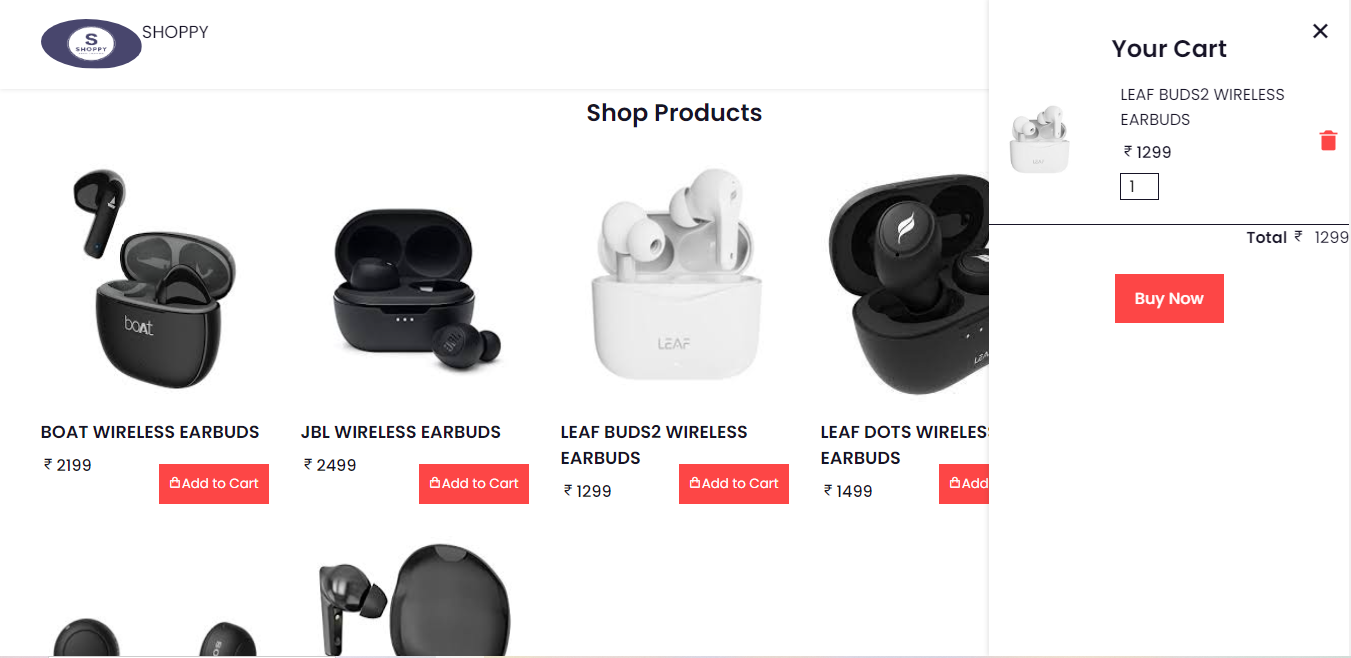 S
SHOPPY
SHOPPY
Shop Products
boAt
JBL
LEAF
BOAT WIRELESS EARBUDS
₹ 2199
Add to Cart
JBL WIRELESS EARBUDS
₹ 2499
Add to Cart
LEAF BUDS2 WIRELESS
EARBUDS
₹ 1299
Add to Cart
LEAF DOTS WIRELES
EARBUDS
₹ 1499
Add
Your Cart
LEAF
LEAF BUDS2 WIRELESS
EARBUDS
₹ 1299
1
Total ₹ 1299
Buy Now